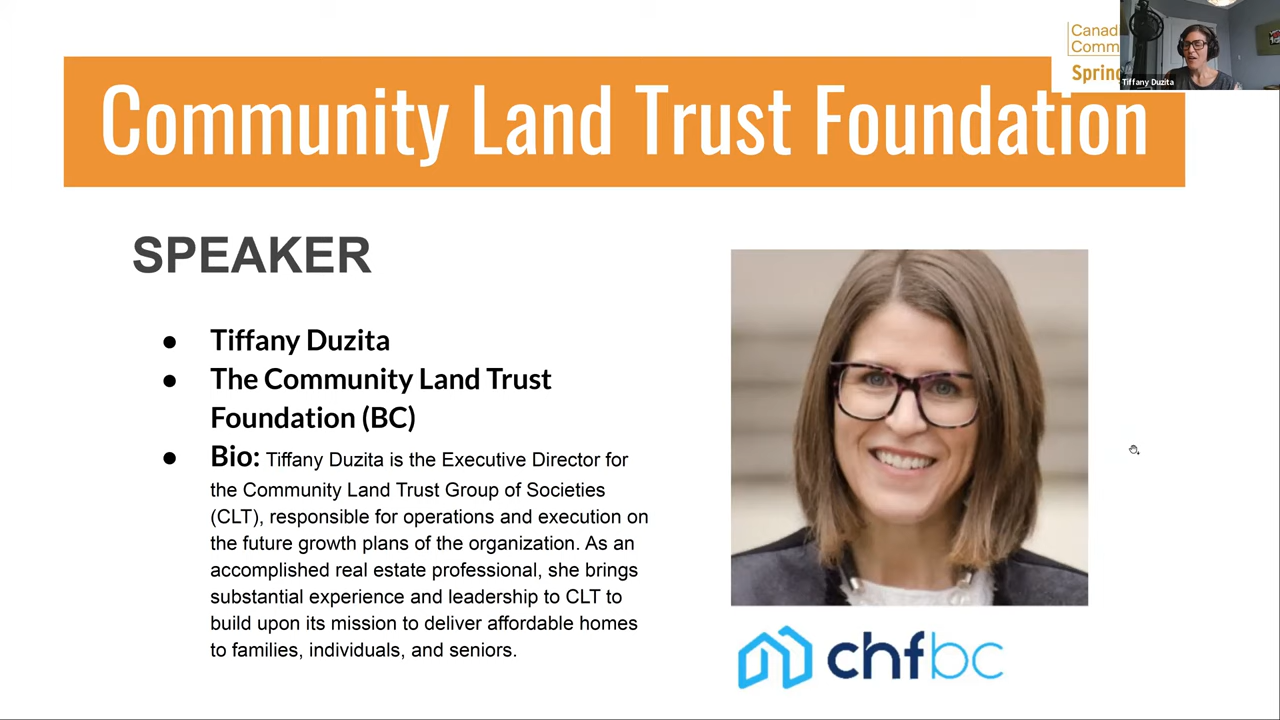 Canad
Comm
Spring
Tiffany Duzita
Community Land Trust Foundation
SPEAKER
● Tiffany Duzita
● The Community Land Trust
Foundation (BC)
● Bio: Tiffany Duzita is the Executive Director for
the Community Land Trust Group of Societies
(CLT), responsible for operations and execution on
the future growth plans of the organization. As an
accomplished real estate professional, she brings
substantial experience and leadership to CLT to
build upon its mission to deliver affordable homes
to families, individuals, and seniors.
chfbc